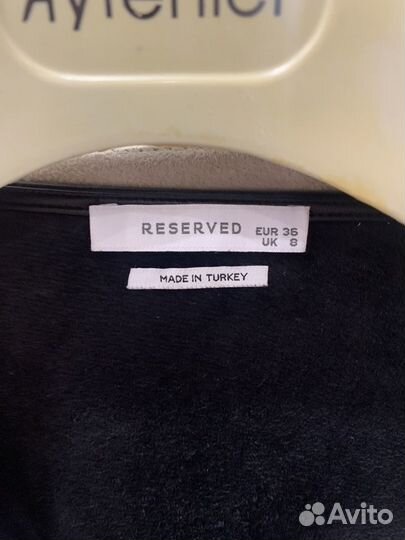 RESERVED EUR 36
UK 8
MADE IN TURKEY
Avito